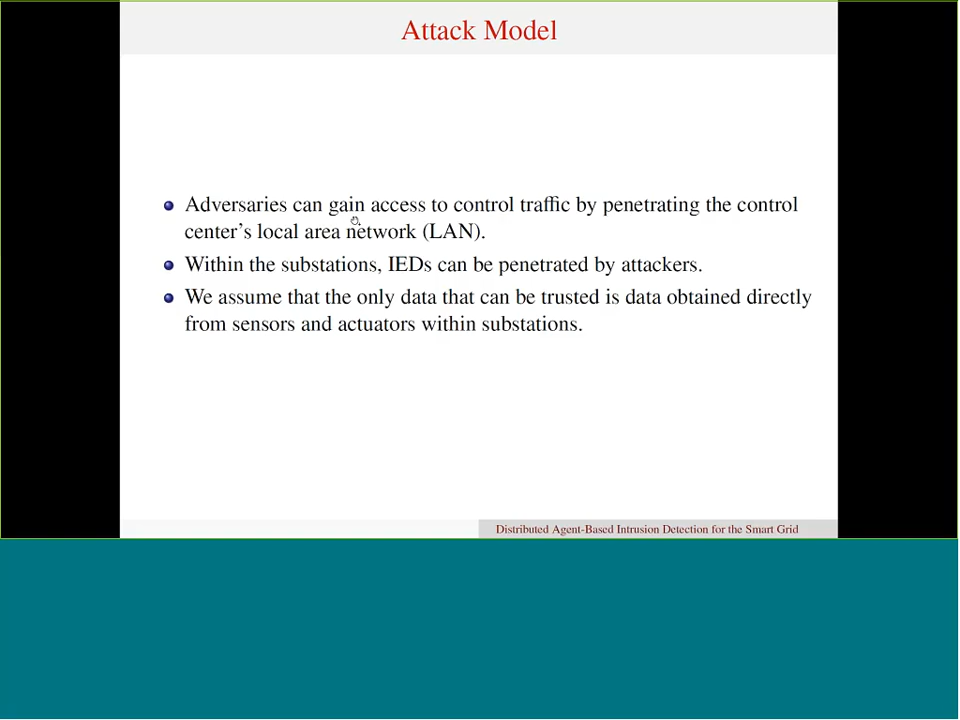 Attack Model
Adversaries can gain access to control traffic by penetrating the control
center's local area network (LAN).
Within the substations, IEDs can be penetrated by attackers.
We assume that the only data that can be trusted is data obtained directly
from sensors and actuators within substations.
Distributed Agent-Based Intrusion Detection for the Smart Grid